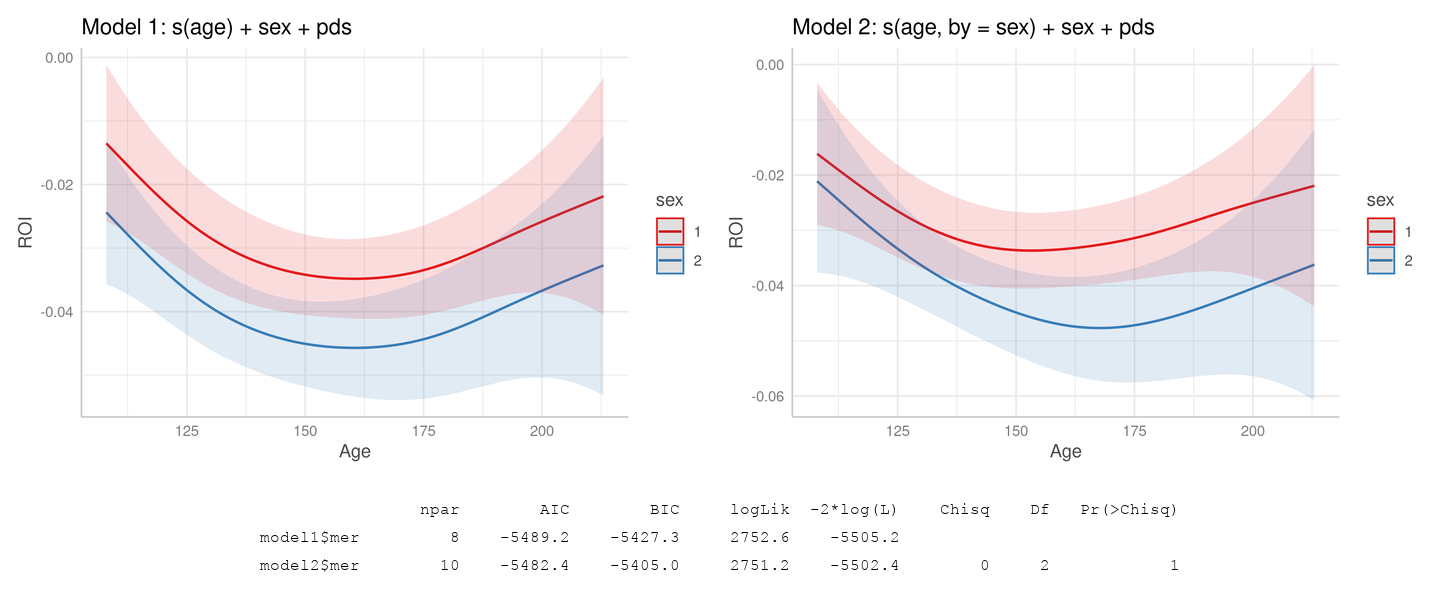 Model 1: s(age) + sex + pds
0.00
-0.02
-0.04
ROI
125 150 175 200
Age
sex
1
2
Model 2: s(age, by = sex) + sex + pds
0.00
-0.02
-0.04
-0.06
ROI
125 150 175 200
Age
sex
1
2
npar AIC BIC logLik -2*log(L) Chisq Df Pr(>Chisq)
model1$mer 8 -5489.2 -5427.3 2752.6 -5505.2
model2$mer 10 -5482.4 -5405.0 2751.2 -5502.4 0 2 1